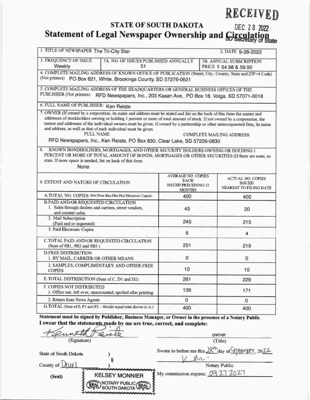 RECEIVED
DEC 28 2022
SD Secretary of State
STATE OF SOUTH DAKOTA
Statement of Legal Newspaper Ownership and Circulation
1. TITLE OF NEWSPAPER The Tri-City Star
2. DATE 9-28-2022
3. FREQUENCY OF ISSUE
Weekly
3A. NO. OF ISSUES PUBLISHED ANNUALLY
51
3B. ANNUAL SUBSCRIPTION
PRICE $ 54.98 & 59.90
4. COMPLETE MAILING ADDRESS OF KNOWN OFFICE OF PUBLICATION (Street, City, County, State and ZIP+4 Code)
(Not printers) PO Box 621, White, Brookings County, SD 57276-0621
5. COMPLETE MAILING ADDRESS OF THE HEADQUARTERS OR GENERAL BUSINESS OFFICES OF THE
PUBLISHER (Not printers) RFD Newspapers, Inc., 203 Kasan Ave., PO Box 18, Volga, SD 57071-0018
6. FULL NAME OF PUBLISHER: Ken Reiste
7. OWNER (If owned by a corporation, its name and address must be stated and list on the back of this form the names and
addresses of stockholders owning or holding 1 percent or more of total amount of stock. If not owned by a corporation, the
names and addresses of the individual owners must be given. If owned by a partnership or other unincorporated firm, its name
and address, as well as that of each individual must be given.
FULL NAME
COMPLETE MAILING ADDRESS
RFD Newspapers, Inc., Ken Reiste, PO Box 830, Clear Lake, SD 57226-0830
8. KNOWN BONDHOLDERS, MORTGAGES, AND OTHER SECURITY HOLDERS OWNING OR HOLDING 1
PERCENT OR MORE OF TOTAL AMOUNT OF BONDS, MORTGAGES OR OTHER SECURITIES (If there are none, so
state. If more space is needed, list on back of this form.
None
9. EXTENT AND NATURE OF CIRCULATION
AVERAGE NO. COPIES
EACH
ISSUED PRECEDING 12
MONTHS
ACTUAL NO. COPIES
ISSUED
NEAREST TO FILING DATE
A. TOTAL NO. COPIES (Net Press Run Plus Paid Electronic Copies)
400
400
B. PAID AND/OR REQUESTED CIRCULATION
1. Sales through dealers and carriers, street vendors,
and counter sales.
45
20
2. Mail Subscription
(Paid and/or requested)
245
215
3. Paid Electronic Copies
6
4
C. TOTAL PAID AND/OR REQUESTED CIRCULATION
(Sum of 9B1, 9B2 and 9B3.)
251
219
D. FREE DISTRIBUTION
1. BY MAIL, CARRIER OR OTHER MEANS
0
0
2. SAMPLES, COMPLIMENTARY AND OTHER FREE
COPIES
10
10
E. TOTAL DISTRIBUTION (Sum of C, D1 and D2)
261
229
F. COPIES NOT DISTRIBUTED
1. Office use, left over, unaccounted, spoiled after printing
139
171
2. Return from News Agents
0
0
G. TOTAL (Sum of E, F1 and F2 - Should equal total shown in A.)
400
400
Statement must be signed by Publisher, Business Manager, or Owner in the presence of a Notary Public
I swear that the statements made by me are true, correct, and complete:
Kenneth Reiste
owner
(Signature)
(Title)
State of South Dakota )
§
County of Deuel )
Sworn to before me this 28th day of September, 2022
Notary Public
(Seal)
KELSEY MONNIER
NOTARY PUBLIC
SOUTH DAKOTA
My commission expires: 09272027